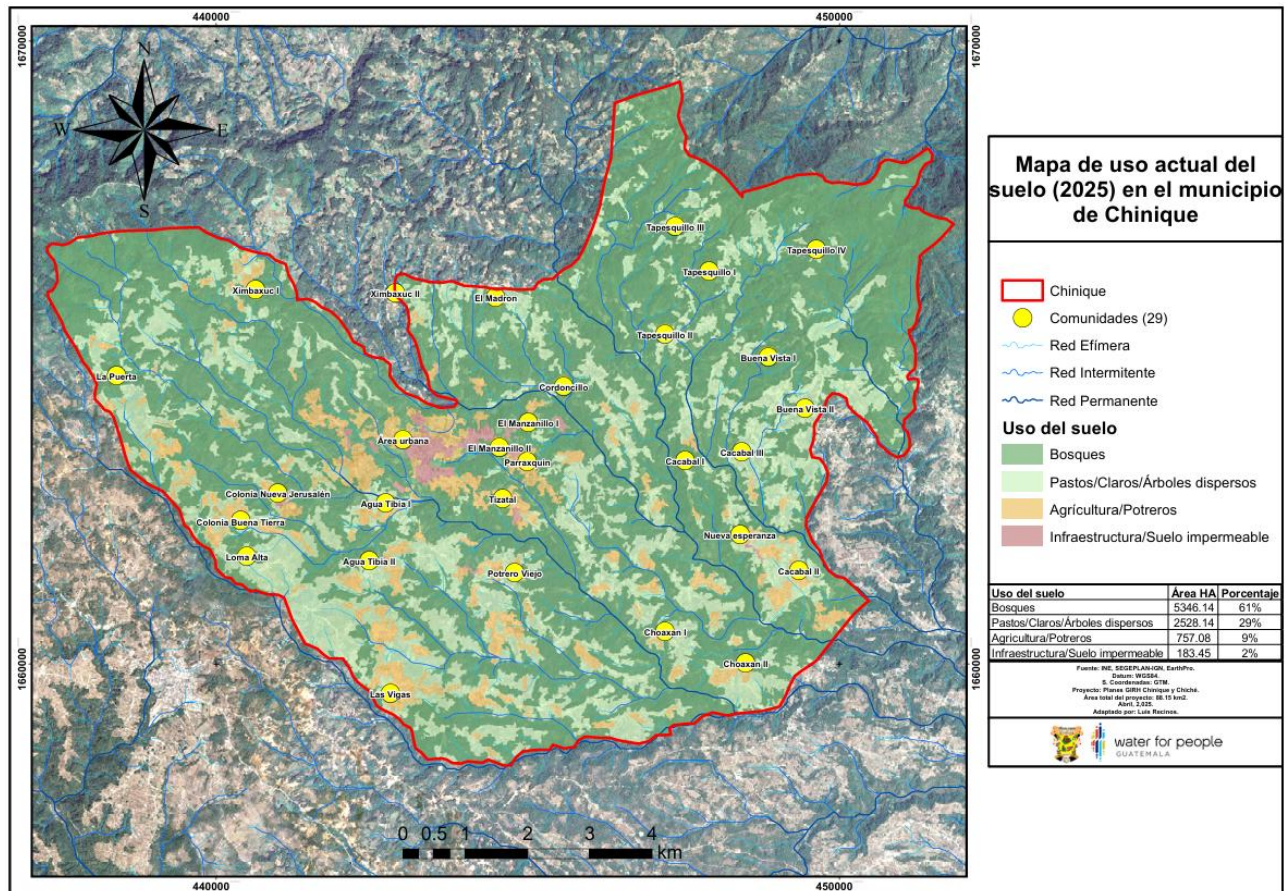 440000
450000
1670000
1670000
N
W
E
S
Tapesquillo III
Tapesquillo IV
Tapesquillo I
Ximbaxuc I
Ximbaxuc II
El Madron
Tapesquillo II
Buena Vista I
La Puerta
Cordoncillo
Buena Vista II
El Manzanillo I
Área urbana
El Manzanillo II
Cacabal III
Parraxquin
Cacabal I
Colonia Nueva Jerusalén
Agua Tibia I
Tizatal
Colonia Buena Tierra
Nueva esperanza
Loma Alta
Agua Tibia II
Potrero Viejo
Cacabal II
Choaxan I
Choaxan II
Las Vigas
1660000
1660000
0 0.5 1 2 3 4
km
440000
450000
Mapa de uso actual del
suelo (2025) en el municipio
de Chinique
Chinique
Comunidades (29)
Red Efímera
Red Intermitente
Red Permanente
Uso del suelo
Bosques
Pastos/Claros/Árboles dispersos
Agrícultura/Potreros
Infraestructura/Suelo impermeable
Uso del suelo Área HA Porcentaje
Bosques 5346.14 61%
Pastos/Claros/Árboles dispersos 2528.14 29%
Agricultura/Potreros 757.08 9%
Infraestructura/Suelo impermeable 183.45 2%
Fuente: INE, SEGEPLAN-IGN, EarthPro.
Datum: WGS84.
S. Coordenadas: GTM.
Proyecto: Planes GIRH Chinique y Chiché.
Área total del proyecto: 88.15 km2.
Abril, 2,025.
Adaptado por: Luis Recinos.
water for people
GUATEMALA